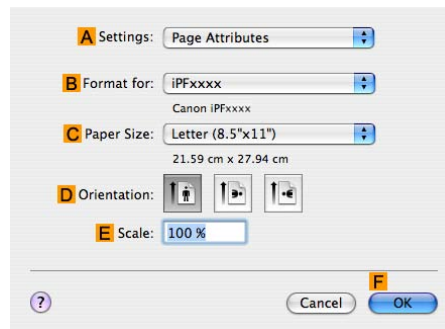 A Settings: Page Attributes
B Format for: iPFxxxx
Canon iPFxxxx
C Paper Size: Letter (8.5"x11")
21.59 cm x 27.94 cm
D Orientation:
E Scale: 100 %
F
? Cancel OK